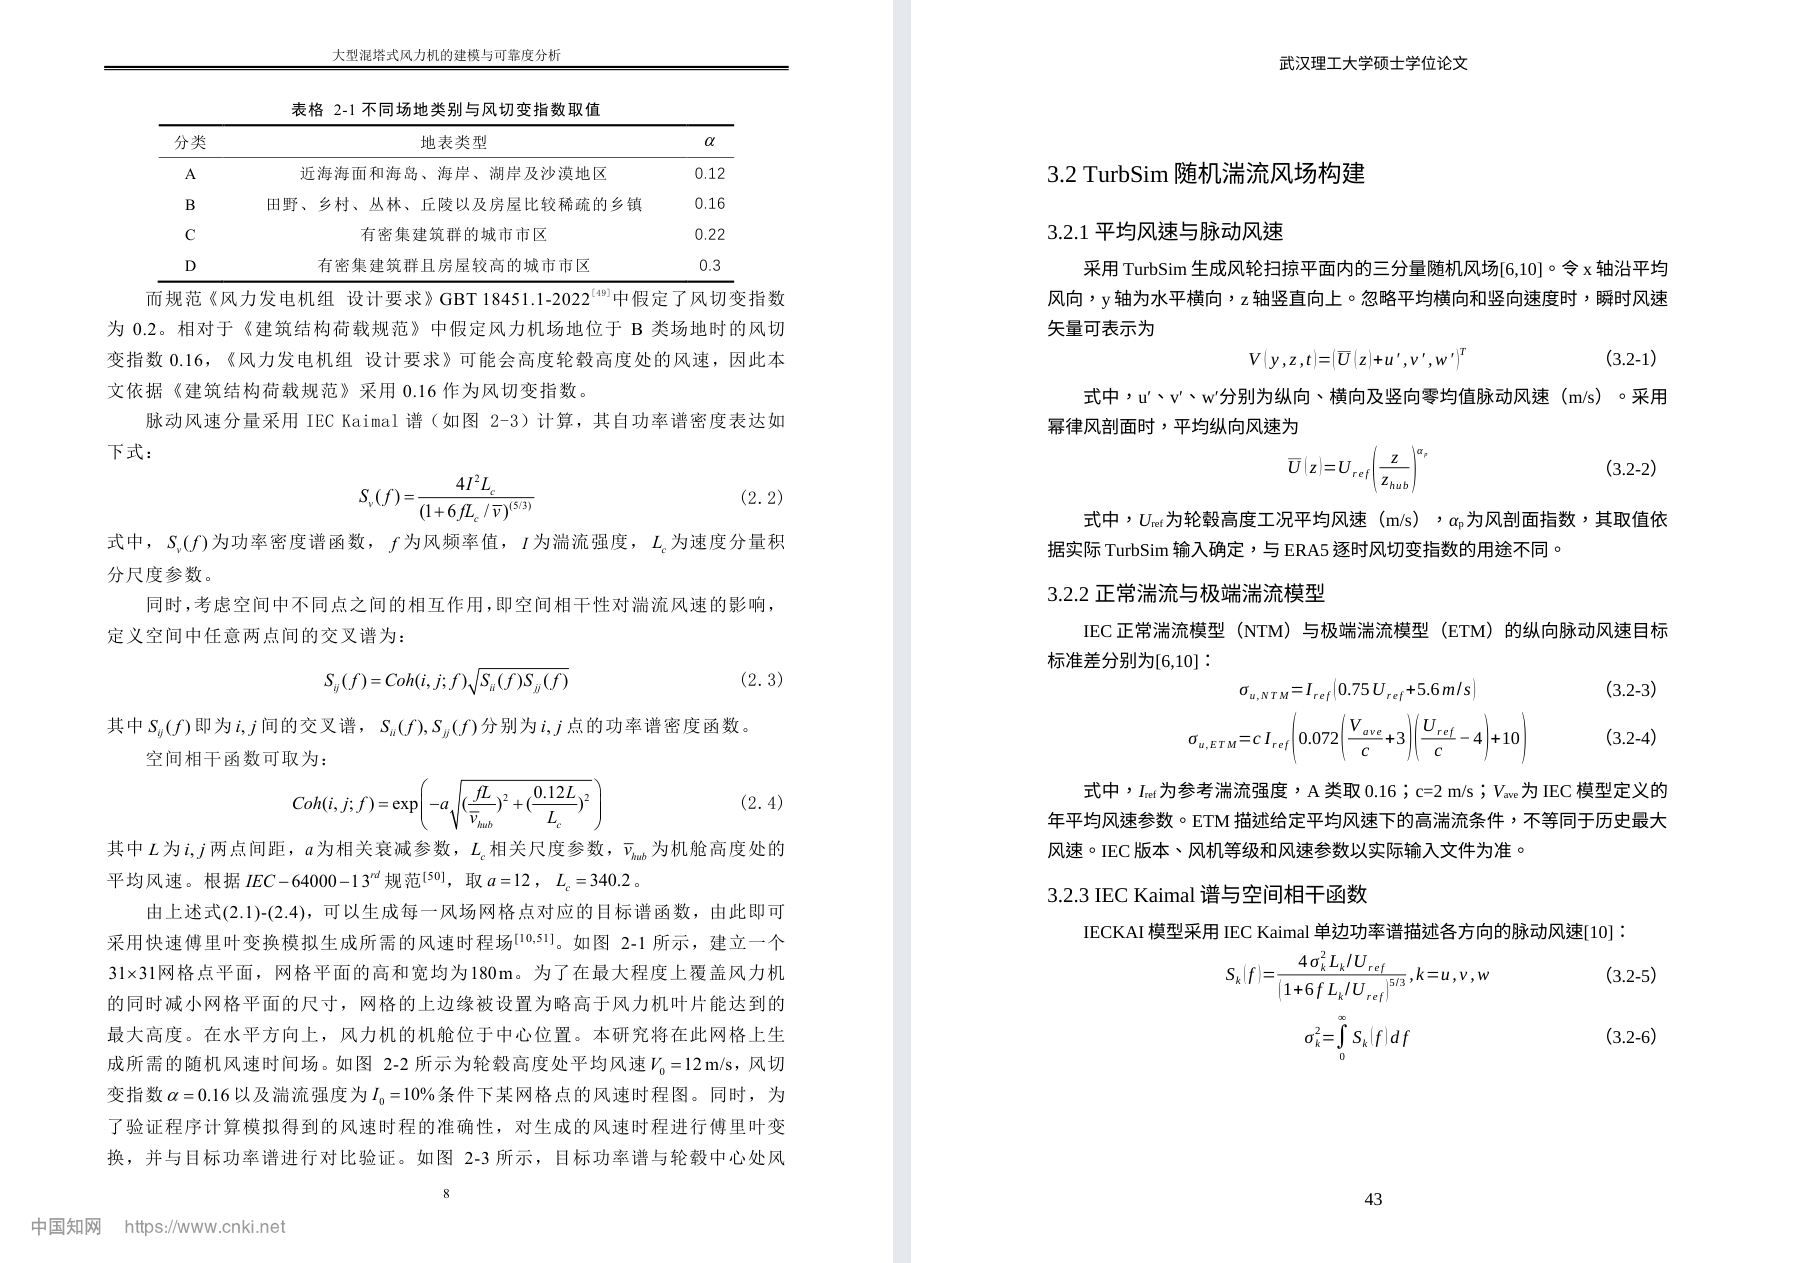 大型混塔式风力机的建模与可靠度分析
表格 2-1 不同场地类别与风切变指数取值
分类 地表类型 α
A 近海海面和海岛、海岸、湖岸及沙漠地区 0.12
B 田野、乡村、丛林、丘陵以及房屋比较稀疏的乡镇 0.16
C 有密集建筑群的城市市区 0.22
D 有密集建筑群且房屋较高的城市市区 0.3
而规范《风力发电机组 设计要求》GBT 18451.1-2022[49]中假定了风切变指数
为 0.2。相对于《建筑结构荷载规范》中假定风力机场地位于 B 类场地时的风切
变指数 0.16，《风力发电机组 设计要求》可能会高度轮毂高度处的风速，因此本
文依据《建筑结构荷载规范》采用 0.16 作为风切变指数。
脉动风速分量采用 IEC Kaimal 谱（如图 2-3）计算，其自功率谱密度表达如
下式：
S_v(f) = 4I²L_c / (1+6fL_c/v̅)^(5/3) (2.2)
式中， S_v(f) 为功率密度谱函数， f 为风频率值， I 为湍流强度， L_c 为速度分量积
分尺度参数。
同时，考虑空间中不同点之间的相互作用，即空间相干性对湍流风速的影响，
定义空间中任意两点间的交叉谱为：
S_ij(f) = Coh(i, j; f)√(S_ii(f)S_jj(f)) (2.3)
其中 S_ij(f) 即为 i, j 间的交叉谱， S_ii(f), S_jj(f) 分别为 i, j 点的功率谱密度函数。
空间相干函数可取为：
Coh(i, j; f) = exp(−a√((fL/v̅_hub)² + (0.12L/L_c)²)) (2.4)
其中 L 为 i, j 两点间距，a 为相关衰减参数，L_c 相关尺度参数，v̅_hub 为机舱高度处的
平均风速。根据 IEC−64000−13^rd 规范[50]，取 a =12 ， L_c = 340.2。
由上述式(2.1)-(2.4)，可以生成每一风场网格点对应的目标谱函数，由此即可
采用快速傅里叶变换模拟生成所需的风速时程场[10,51]。如图 2-1 所示，建立一个
31×31网格点平面，网格平面的高和宽均为180m。为了在最大程度上覆盖风力机
的同时减小网格平面的尺寸，网格的上边缘被设置为略高于风力机叶片能达到的
最大高度。在水平方向上，风力机的机舱位于中心位置。本研究将在此网格上生
成所需的随机风速时间场。如图 2-2 所示为轮毂高度处平均风速 V_0 = 12 m/s，风切
变指数 α = 0.16 以及湍流强度为 I_0 =10% 条件下某网格点的风速时程图。同时，为
了验证程序计算模拟得到的风速时程的准确性，对生成的风速时程进行傅里叶变
换，并与目标功率谱进行对比验证。如图 2-3 所示，目标功率谱与轮毂中心处风
8
中国知网 https://www.cnki.net
武汉理工大学硕士学位论文
3.2 TurbSim 随机湍流风场构建
3.2.1 平均风速与脉动风速
采用 TurbSim 生成风轮扫掠平面内的三分量随机风场[6,10]。令 x 轴沿平均
风向，y 轴为水平横向，z 轴竖直向上。忽略平均横向和竖向速度时，瞬时风速
矢量可表示为
V(y,z,t)=(U̅(z)+u′,v′,w′)^T （3.2-1）
式中，u′、v′、w′分别为纵向、横向及竖向零均值脉动风速（m/s）。采用
幂律风剖面时，平均纵向风速为
U̅(z)=U_ref(z/z_hub)^α_p （3.2-2）
式中，U_ref 为轮毂高度工况平均风速（m/s），α_p 为风剖面指数，其取值依
据实际 TurbSim 输入确定，与 ERA5 逐时风切变指数的用途不同。
3.2.2 正常湍流与极端湍流模型
IEC 正常湍流模型（NTM）与极端湍流模型（ETM）的纵向脉动风速目标
标准差分别为[6,10]：
σ_u,NTM=I_ref(0.75U_ref+5.6m/s) （3.2-3）
σ_u,ETM=c I_ref(0.072(V_ave/c+3)(U_ref/c−4)+10) （3.2-4）
式中，I_ref 为参考湍流强度，A 类取 0.16；c=2 m/s；V_ave 为 IEC 模型定义的
年平均风速参数。ETM 描述给定平均风速下的高湍流条件，不等同于历史最大
风速。IEC 版本、风机等级和风速参数以实际输入文件为准。
3.2.3 IEC Kaimal 谱与空间相干函数
IECKAI 模型采用 IEC Kaimal 单边功率谱描述各方向的脉动风速[10]：
S_k(f)=4σ_k²L_k/U_ref / (1+6fL_k/U_ref)^5/3 ,k=u,v,w （3.2-5）
σ_k²=∫_0^∞ S_k(f)df （3.2-6）
43